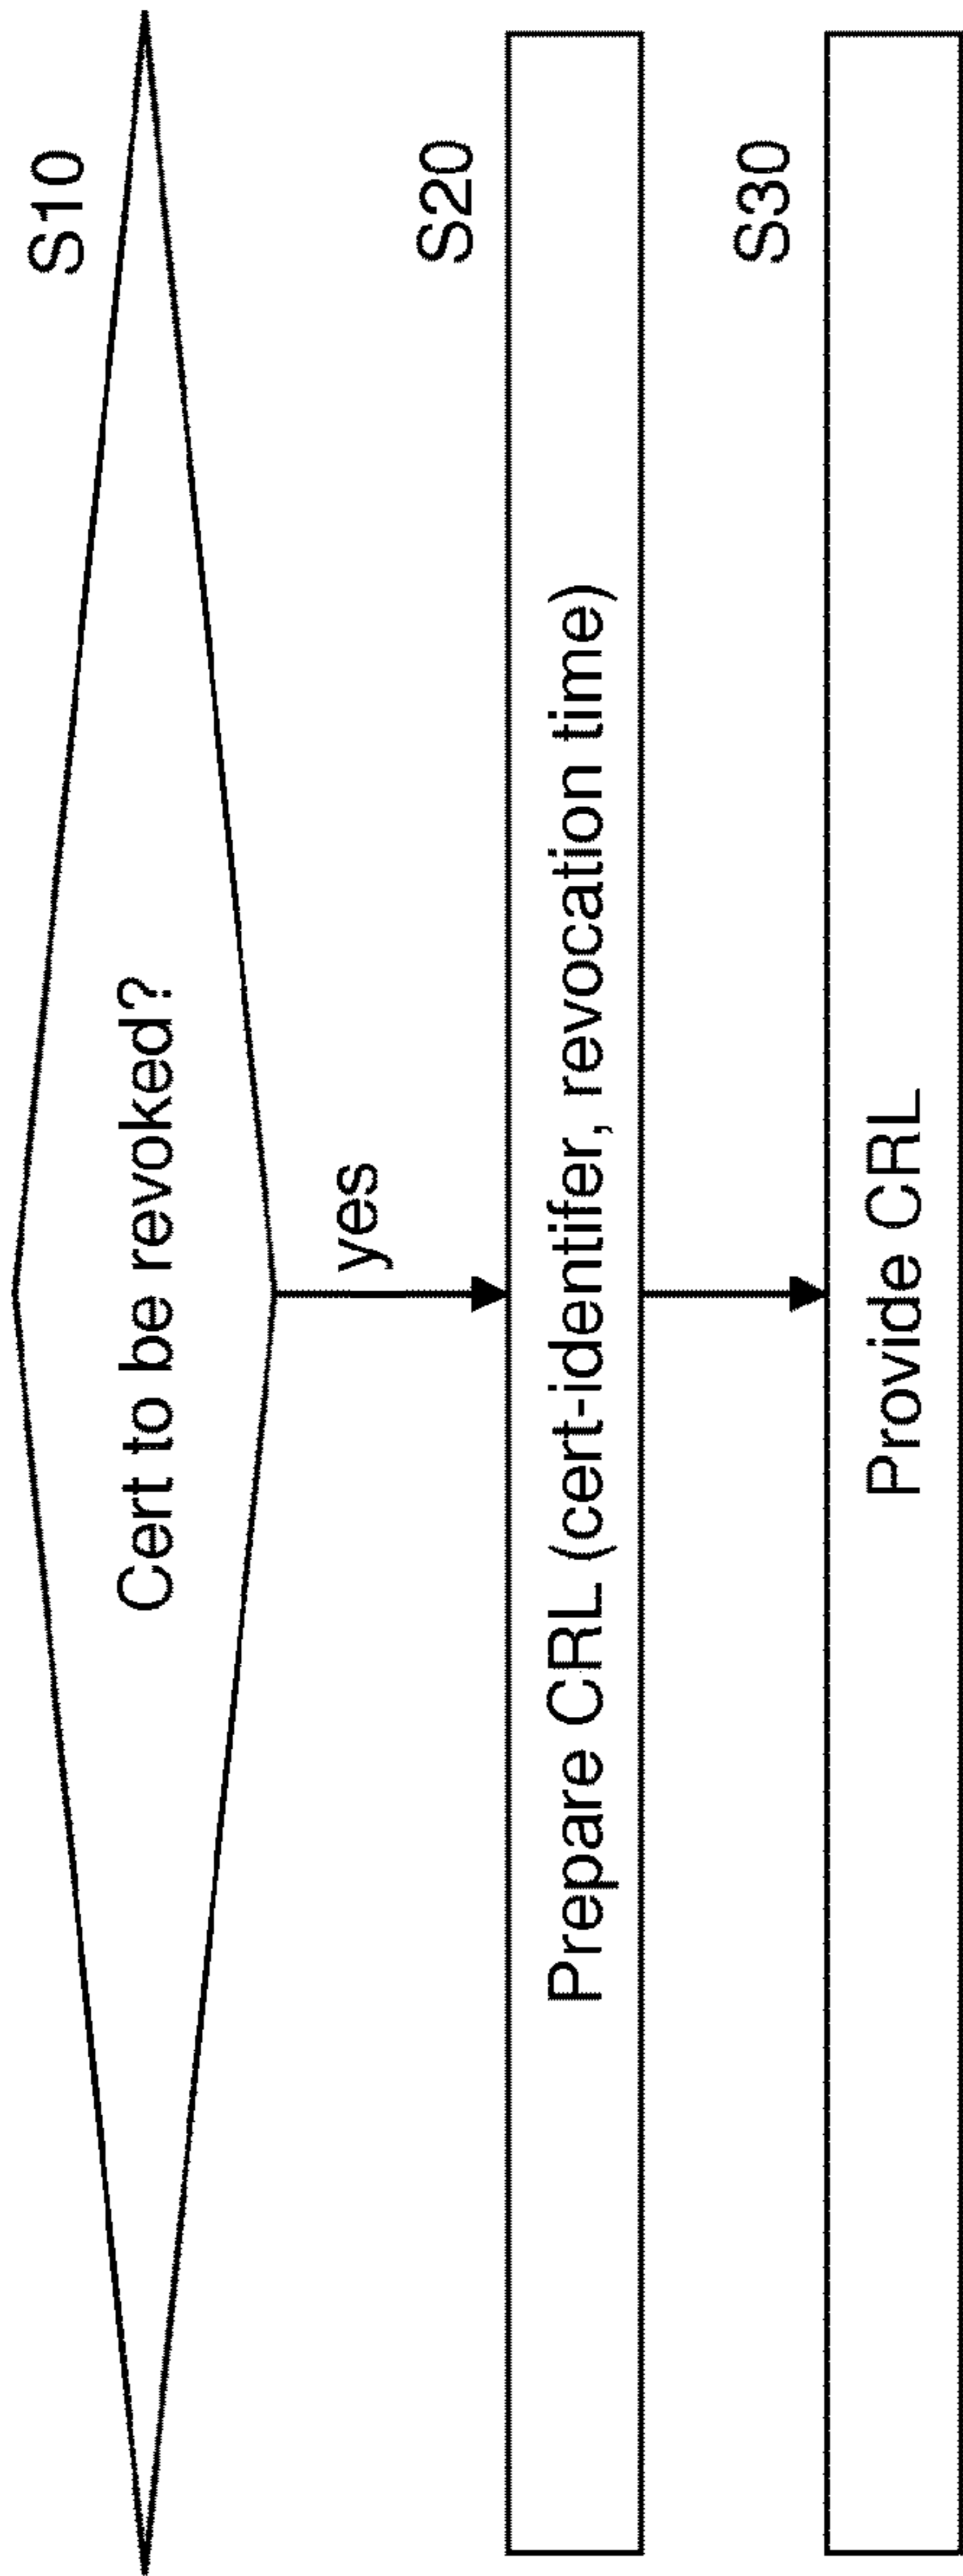 S10
Cert to be revoked?
yes
S20
Prepare CRL (cert-identifer, revocation time)
S30
Provide CRL